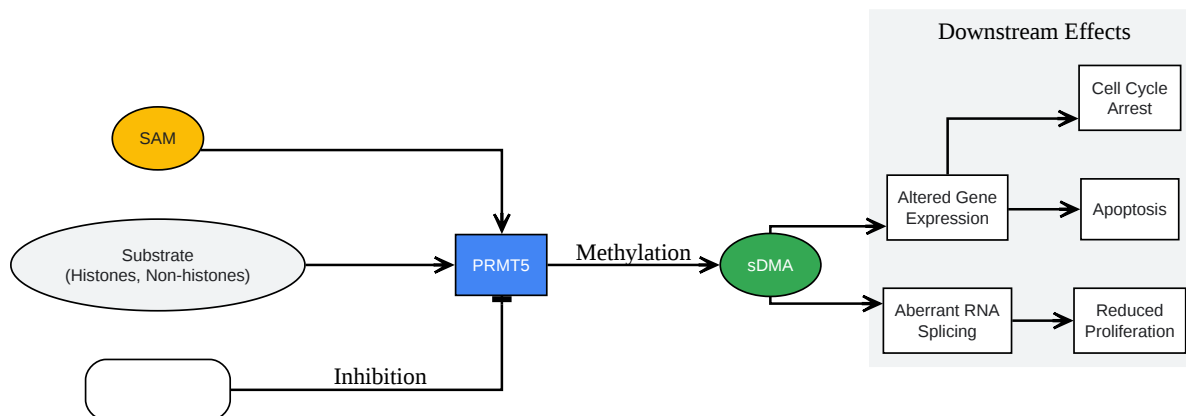 Downstream Effects
Cell Cycle
Arrest
SAM
Altered Gene
Expression
Apoptosis
Substrate
(Histones, Non-histones)
PRMT5
Methylation
sDMA
Aberrant RNA
Splicing
Reduced
Proliferation
Inhibition